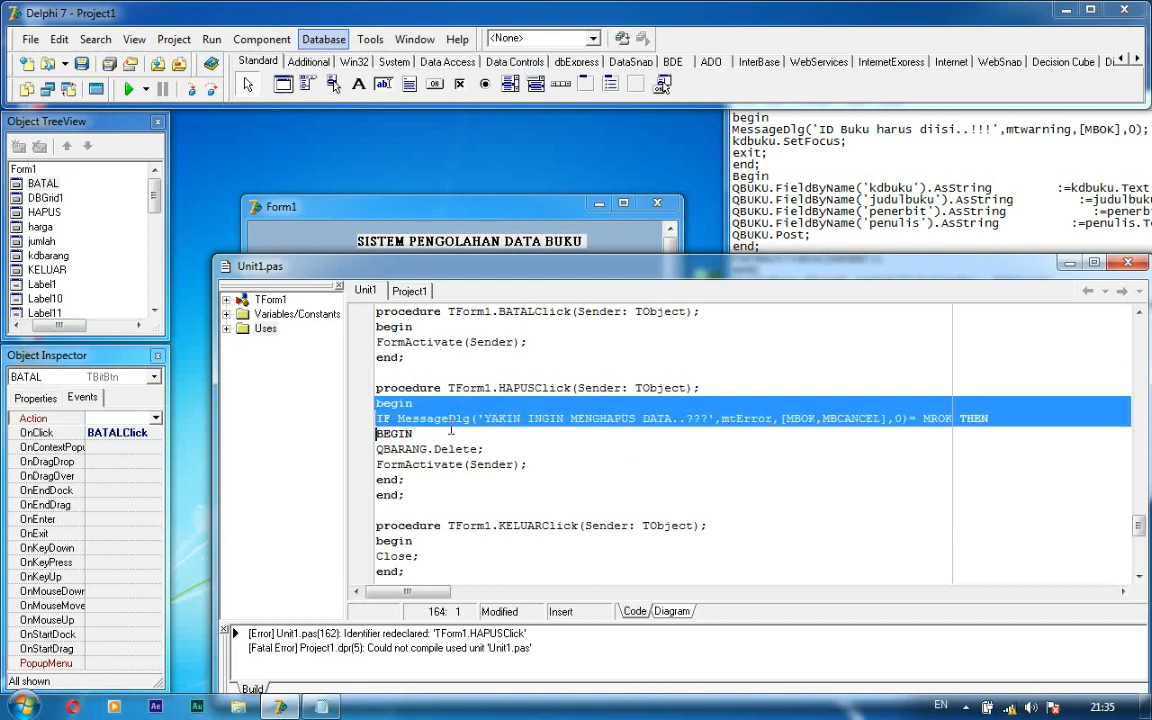 Delphi 7 - Project1
File Edit Search View Project Run Component Database Tools Window Help <None>
Standard Additional Win32 System Data Access Data Controls dbExpress DataSnap BDE ADO InterBase WebServices InternetExpress Internet WebSnap Decision Cube
Object TreeView
Form1
BATAL
DBGrid1
HAPUS
harga
jumlah
kdbarang
KELUAR
Label1
Label10
Label11
begin
MessageDlg('ID Buku harus diisi..!!!',mtwarning,[MBOK],0);
kdbuku.SetFocus;
exit;
end;
Begin
QBUKU.FieldByName('kdbuku').AsString :=kdbuku.Text
QBUKU.FieldByName('judulbuku').AsString :=judulbuku
QBUKU.FieldByName('penerbit').AsString :=penerb
QBUKU.FieldByName('penulis').AsString :=penulis.T
QBUKU.Post;
end;
Form1
SISTEM PENGOLAHAN DATA BUKU
Unit1.pas
TForm1
Variables/Constants
Uses
Unit1 Project1
procedure TForm1.BATALClick(Sender: TObject);
begin
FormActivate(Sender);
end;
procedure TForm1.HAPUSClick(Sender: TObject);
begin
IF MessageDlg('YAKIN INGIN MENGHAPUS DATA..???',mtError,[MBOK,MBCANCEL],0)= MROK THEN
BEGIN
QBARANG.Delete;
FormActivate(Sender);
end;
end;
procedure TForm1.KELUARClick(Sender: TObject);
begin
Close;
end;
164: 1 Modified Insert Code Diagram
[Error] Unit1.pas(162): Identifier redeclared: 'TForm1.HAPUSClick'
[Fatal Error] Project1.dpr(5): Could not compile used unit 'Unit1.pas'
Build
Object Inspector
BATAL TBitBtn
Properties Events
Action
OnClick BATALClick
OnContextPopu
OnDragDrop
OnDragOver
OnEndDock
OnEndDrag
OnEnter
OnExit
OnKeyDown
OnKeyPress
OnKeyUp
OnMouseDown
OnMouseMove
OnMouseUp
OnStartDock
OnStartDrag
PopupMenu
All shown
Ae Au EN 21:35